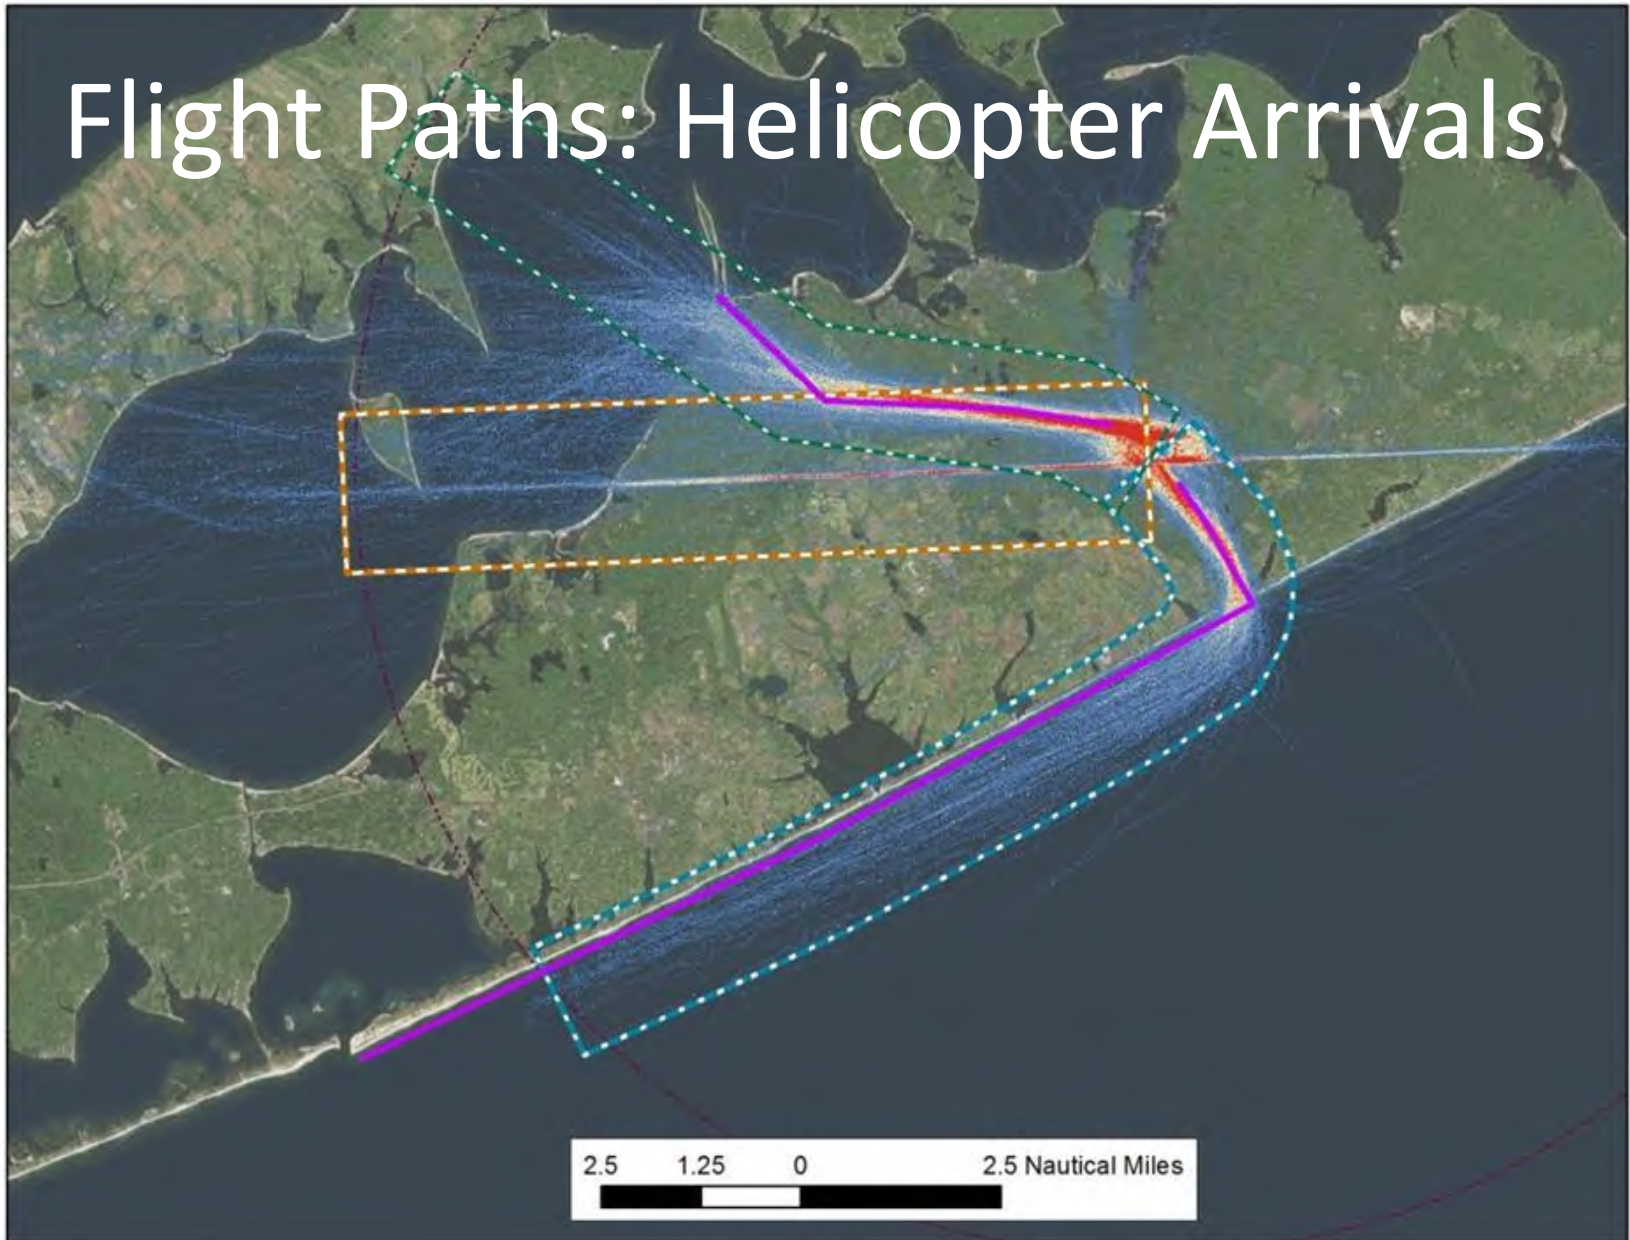 Flight Paths: Helicopter Arrivals
2.5 1.25 0 2.5 Nautical Miles